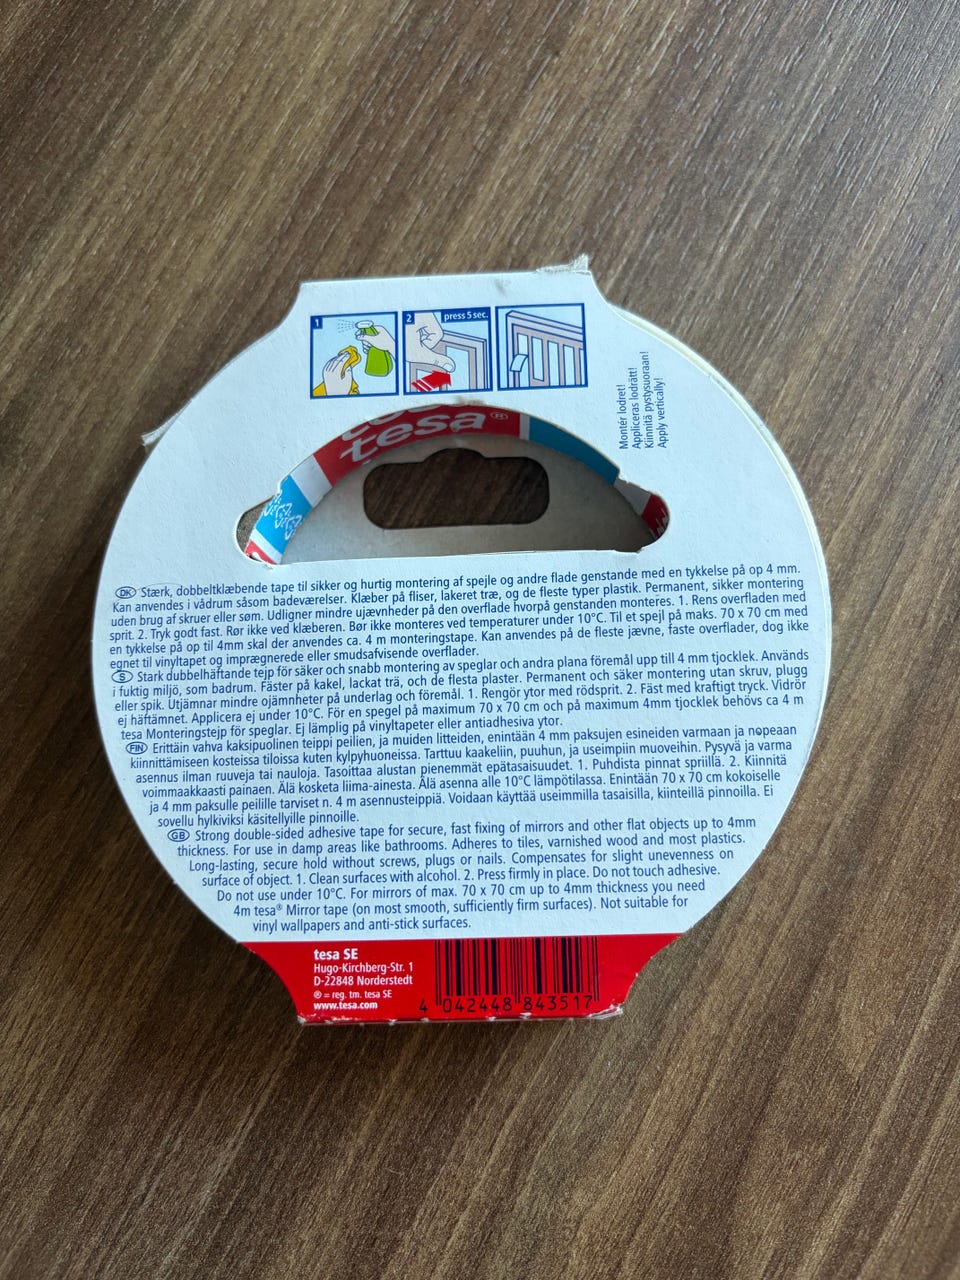 1
2 press 5 sec.
Montér lodret!
Appliceras lodrätt!
Kiinnitä pystysuoraan!
Apply vertically!
tesa®
DK Stærk, dobbeltklæbende tape til sikker og hurtig montering af spejle og andre flade genstande med en tykkelse på op 4 mm.
Kan anvendes i vådrum såsom badeværelser. Klæber på fliser, lakeret træ, og de fleste typer plastik. Permanent, sikker montering
uden brug af skruer eller søm. Udligner mindre ujævnheder på den overflade hvorpå genstanden monteres. 1. Rens overfladen med
sprit. 2. Tryk godt fast. Rør ikke ved klæberen. Bør ikke monteres ved temperaturer under 10°C. Til et spejl på maks. 70 x 70 cm med
en tykkelse på op til 4mm skal der anvendes ca. 4 m monteringstape. Kan anvendes på de fleste jævne, faste overflader, dog ikke
egnet til vinyltapet og imprægnerede eller smudsafvisende overflader.
S Stark dubbelhäftande tejp för säker och snabb montering av speglar och andra plana föremål upp till 4 mm tjocklek. Används
i fuktig miljö, som badrum. Fäster på kakel, lackat trä, och de flesta plaster. Permanent och säker montering utan skruv, plugg
eller spik. Utjämnar mindre ojämnheter på underlag och föremål. 1. Rengör ytor med rödsprit. 2. Fäst med kraftigt tryck. Vidrör
ej häftämnet. Applicera ej under 10°C. För en spegel på maximum 70 x 70 cm och på maximum 4mm tjocklek behövs ca 4 m
tesa Monteringstejp för speglar. Ej lämplig på vinyltapeter eller antiadhesiva ytor.
FIN Erittäin vahva kaksipuolinen teippi peilien, ja muiden litteiden, enintään 4 mm paksujen esineiden varmaan ja nopeaan
kiinnittämiseen kosteissa tiloissa kuten kylpyhuoneissa. Tarttuu kaakeliin, puuhun, ja useimpiin muoveihin. Pysyvä ja varma
asennus ilman ruuveja tai nauloja. Tasoittaa alustan pienemmät epätasaisuudet. 1. Puhdista pinnat spriillä. 2. Kiinnitä
voimmaakkaasti painaen. Älä kosketa liima-ainesta. Älä asenna alle 10°C lämpötilassa. Enintään 70 x 70 cm kokoiselle
ja 4 mm paksulle peilille tarviset n. 4 m asennusteippiä. Voidaan käyttää useimmilla tasaisilla, kiinteillä pinnoilla. Ei
sovellu hylkiviksi käsitellyille pinnoille.
GB Strong double-sided adhesive tape for secure, fast fixing of mirrors and other flat objects up to 4mm
thickness. For use in damp areas like bathrooms. Adheres to tiles, varnished wood and most plastics.
Long-lasting, secure hold without screws, plugs or nails. Compensates for slight unevenness on
surface of object. 1. Clean surfaces with alcohol. 2. Press firmly in place. Do not touch adhesive.
Do not use under 10°C. For mirrors of max. 70 x 70 cm up to 4mm thickness you need
4m tesa® Mirror tape (on most smooth, sufficiently firm surfaces). Not suitable for
vinyl wallpapers and anti-stick surfaces.
tesa SE
Hugo-Kirchberg-Str. 1
D-22848 Norderstedt
® = reg. tm. tesa SE
www.tesa.com
4 042448 843517